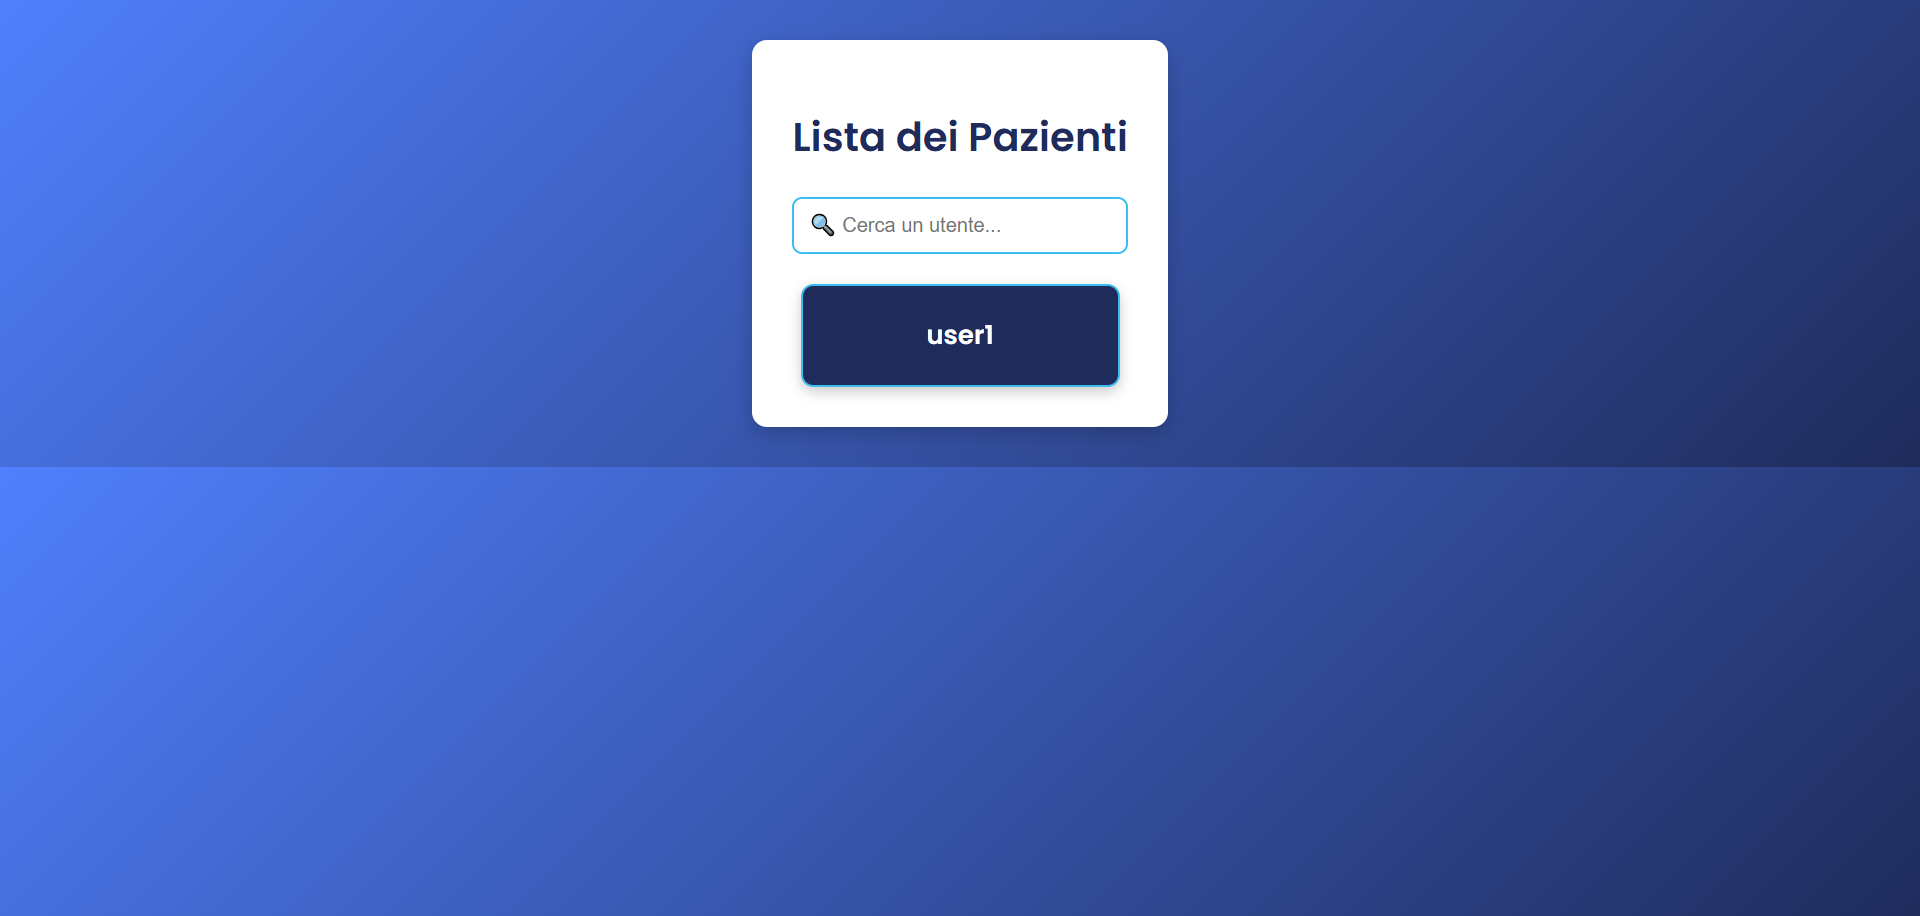 Lista dei Pazienti
🔍 Cerca un utente...
user1